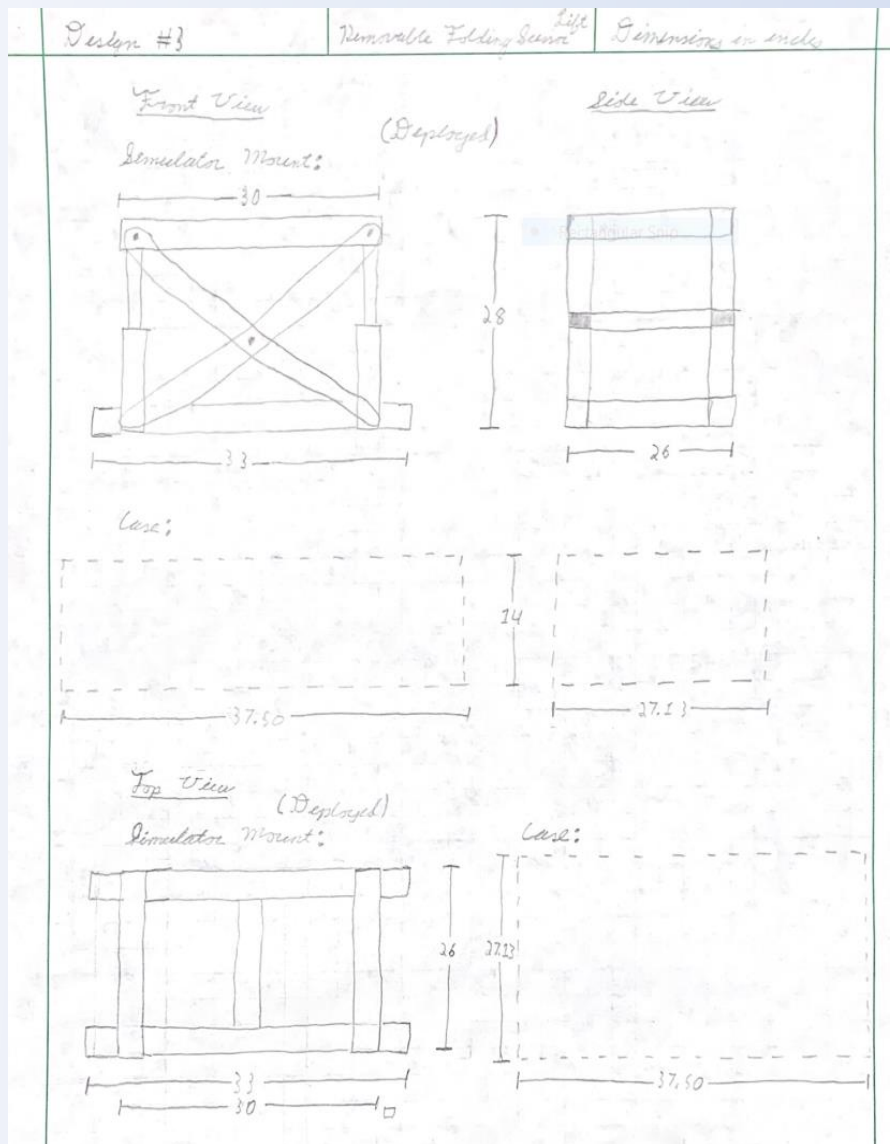 Design #3
Removable Folding Scissor Lift
Dimensions in inches
Front View
Side View
(Deployed)
Simulator Mount:
30
28
33
26
Rectangular Snip
Case:
14
37.50
27.13
Top View
(Deployed)
Simulator Mount:
Case:
26
27.13
33
30
37.50